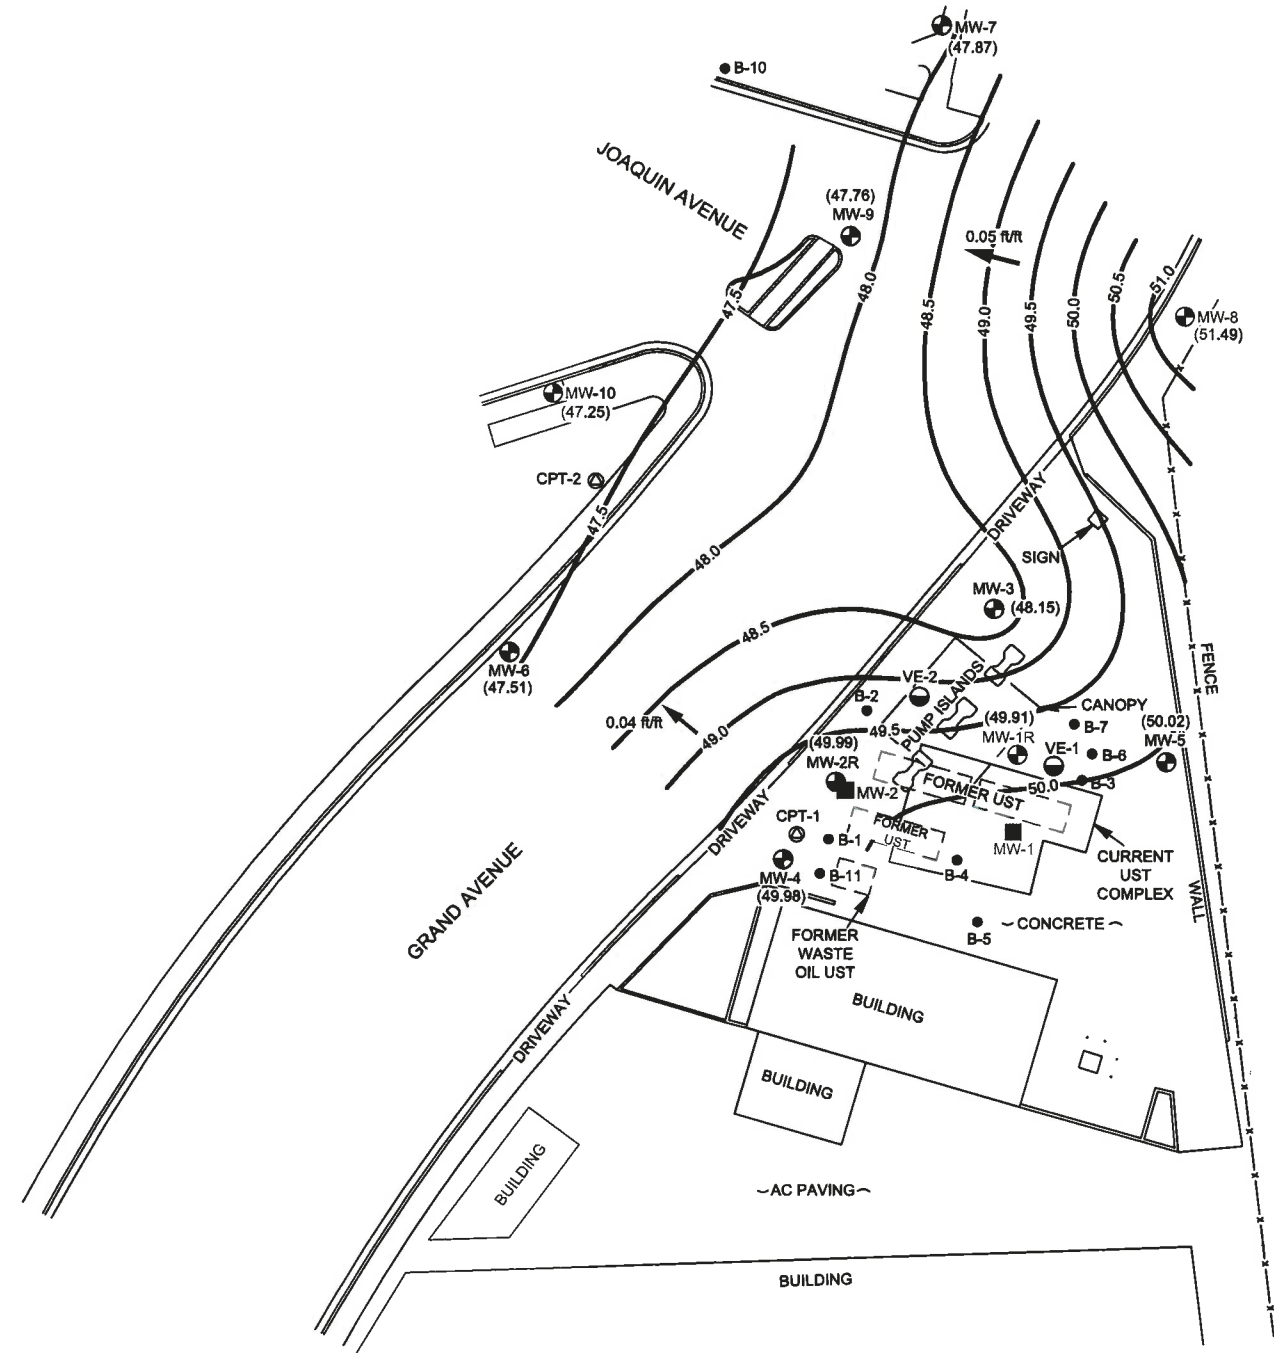 MW-7
(47.87)
B-10
JOAQUIN AVENUE
(47.76)
MW-9
0.05 ft/ft
47.5
48.0
48.5
49.0
49.5
50.0
50.5
51.0
MW-8
(51.49)
MW-10
(47.25)
CPT-2
47.5
48.0
DRIVEWAY
SIGN
MW-3
(48.15)
48.5
MW-6
(47.51)
FENCE
VE-2
B-2
PUMP ISLANDS
CANOPY
0.04 ft/ft
49.0
49.5
(49.91)
MW-1R
B-7
(50.02)
MW-5
(49.99)
MW-2R
VE-1
B-6
B-3
MW-2
FORMER UST
50.0
DRIVEWAY
CPT-1
B-1
FORMER
UST
MW-1
CURRENT
UST
COMPLEX
MW-4
(49.98)
B-11
B-4
WALL
GRAND AVENUE
FORMER
WASTE
OIL UST
B-5
CONCRETE
BUILDING
DRIVEWAY
BUILDING
BUILDING
AC PAVING
BUILDING